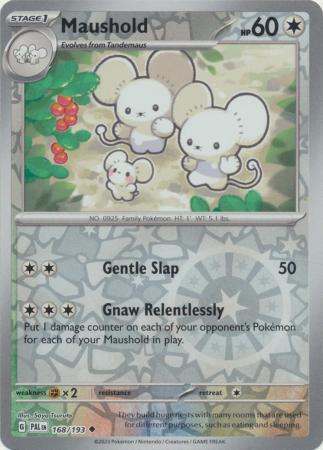 STAGE1
Maushold
HP60
Evolves from Tandemaus
NO. 0925 Family Pokémon. HT: 1' WT: 5.1 lbs.
Gentle Slap 50
Gnaw Relentlessly
Put 1 damage counter on each of your opponent's Pokémon
for each of your Maushold in play.
weakness ×2 resistance retreat
Illus. Saya Tsuruta
G PAL EN 168/193
They build huge nests with many rooms that are used
for different purposes, such as eating and sleeping.
©2023 Pokémon / Nintendo / Creatures / GAME FREAK